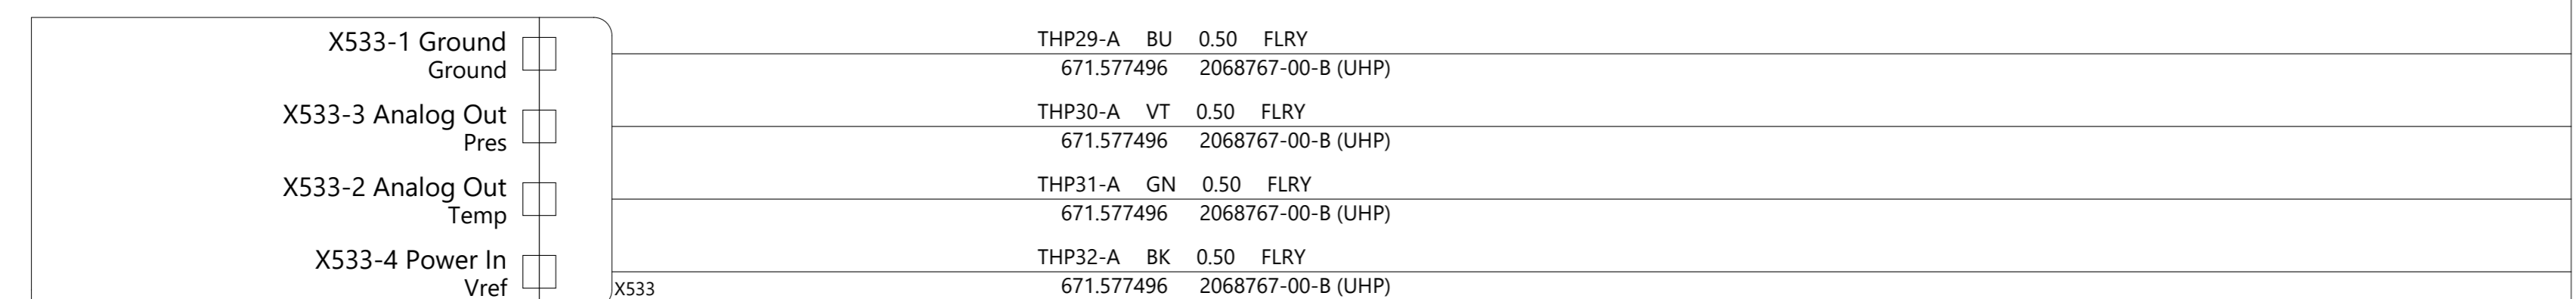 X533-1 Ground
Ground
THP29-A BU 0.50 FLRY
671.577496 2068767-00-B (UHP)
X533-3 Analog Out
Pres
THP30-A VT 0.50 FLRY
671.577496 2068767-00-B (UHP)
X533-2 Analog Out
Temp
THP31-A GN 0.50 FLRY
671.577496 2068767-00-B (UHP)
X533-4 Power In
Vref
X533
THP32-A BK 0.50 FLRY
671.577496 2068767-00-B (UHP)